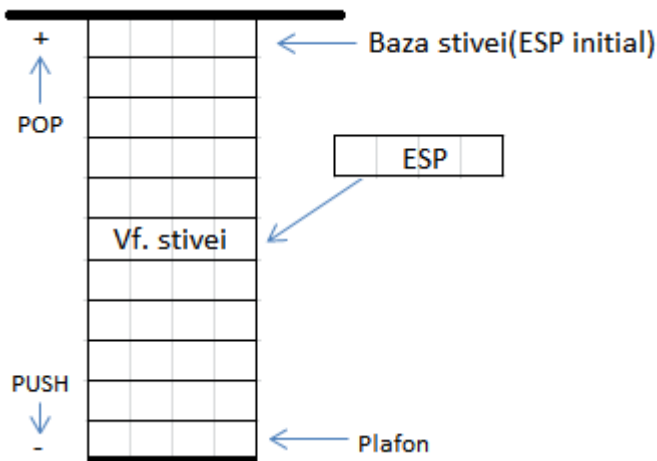 +
Baza stivei(ESP initial)
POP
ESP
Vf. stivei
PUSH
-
Plafon